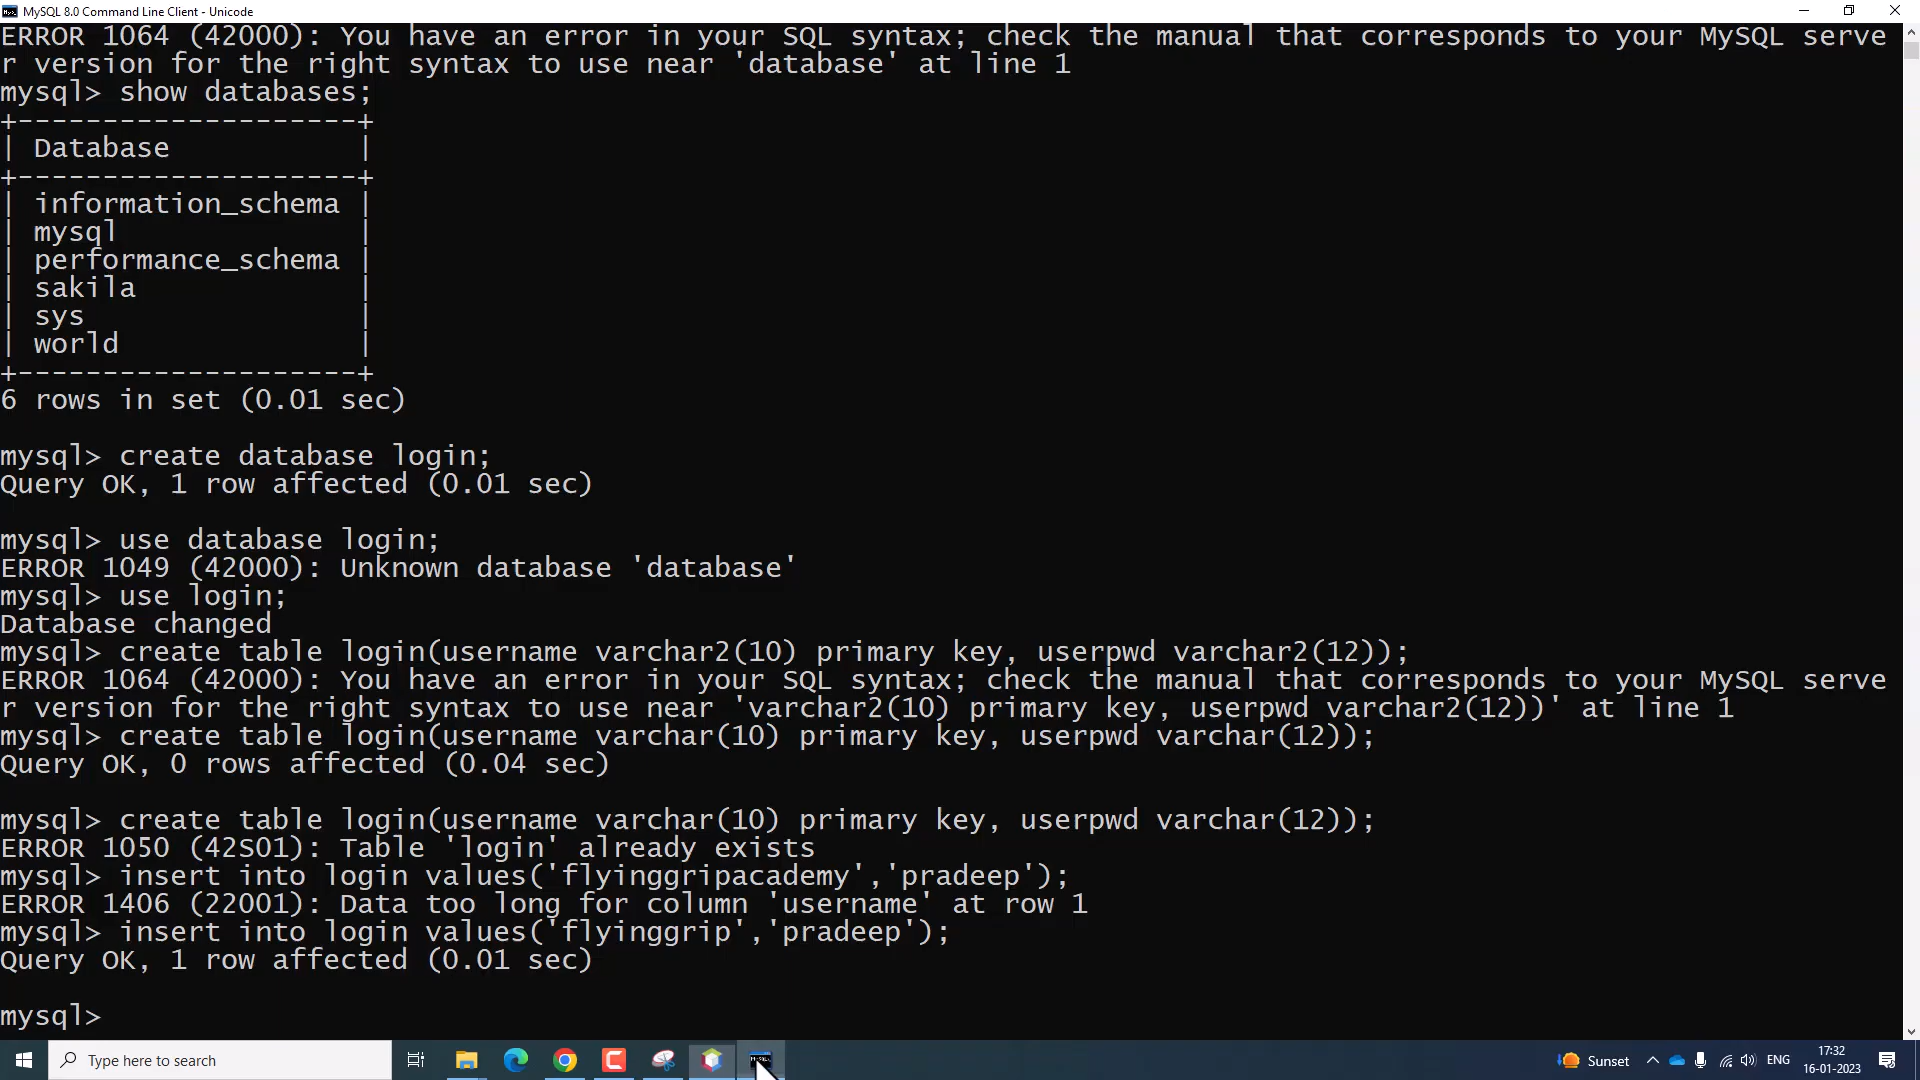 MySQL 8.0 Command Line Client - Unicode
ERROR 1064 (42000): You have an error in your SQL syntax; check the manual that corresponds to your MySQL serve
r version for the right syntax to use near 'database' at line 1
mysql> show databases;
+--------------------+
| Database           |
+--------------------+
| information_schema |
| mysql              |
| performance_schema |
| sakila             |
| sys                |
| world              |
+--------------------+
6 rows in set (0.01 sec)
mysql> create database login;
Query OK, 1 row affected (0.01 sec)
mysql> use database login;
ERROR 1049 (42000): Unknown database 'database'
mysql> use login;
Database changed
mysql> create table login(username varchar2(10) primary key, userpwd varchar2(12));
ERROR 1064 (42000): You have an error in your SQL syntax; check the manual that corresponds to your MySQL serve
r version for the right syntax to use near 'varchar2(10) primary key, userpwd varchar2(12))' at line 1
mysql> create table login(username varchar(10) primary key, userpwd varchar(12));
Query OK, 0 rows affected (0.04 sec)
mysql> create table login(username varchar(10) primary key, userpwd varchar(12));
ERROR 1050 (42S01): Table 'login' already exists
mysql> insert into login values('flyinggripacademy','pradeep');
ERROR 1406 (22001): Data too long for column 'username' at row 1
mysql> insert into login values('flyinggrip','pradeep');
Query OK, 1 row affected (0.01 sec)
mysql>
Type here to search
Sunset
ENG
17:32
16-01-2023